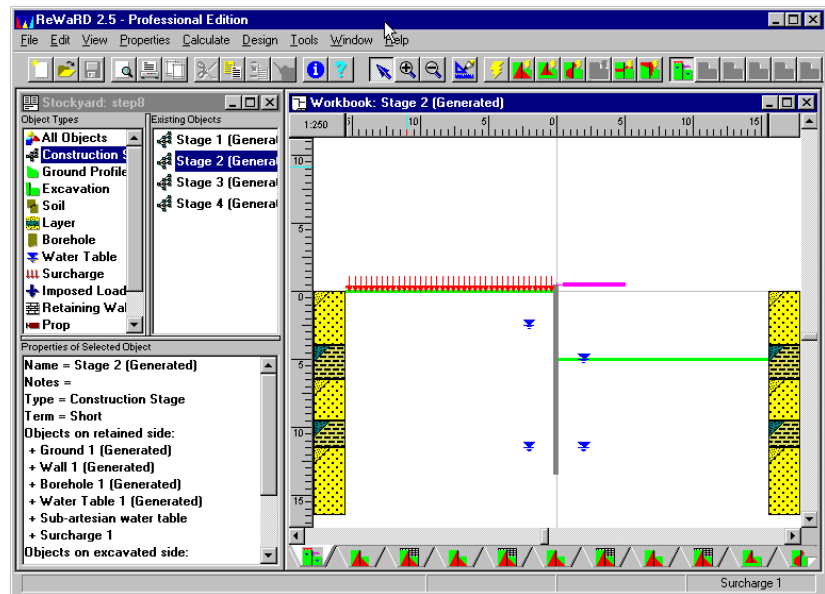 ReWaRD 2.5 - Professional Edition
File Edit View Properties Calculate Design Tools Window Help
Stockyard: step8
Object Types
All Objects
Construction S
Ground Profile
Excavation
Soil
Layer
Borehole
Water Table
Surcharge
Imposed Load
Retaining Wal
Prop
Existing Objects
Stage 1 (Genera
Stage 2 (Genera
Stage 3 (Genera
Stage 4 (Genera
Properties of Selected Object
Name = Stage 2 (Generated)
Notes =
Type = Construction Stage
Term = Short
Objects on retained side:
+ Ground 1 (Generated)
+ Wall 1 (Generated)
+ Borehole 1 (Generated)
+ Water Table 1 (Generated)
+ Sub-artesian water table
+ Surcharge 1
Objects on excavated side:
Workbook: Stage 2 (Generated)
1:250
10 5 0 5 10 15
10
5
0
5
10
15
Surcharge 1